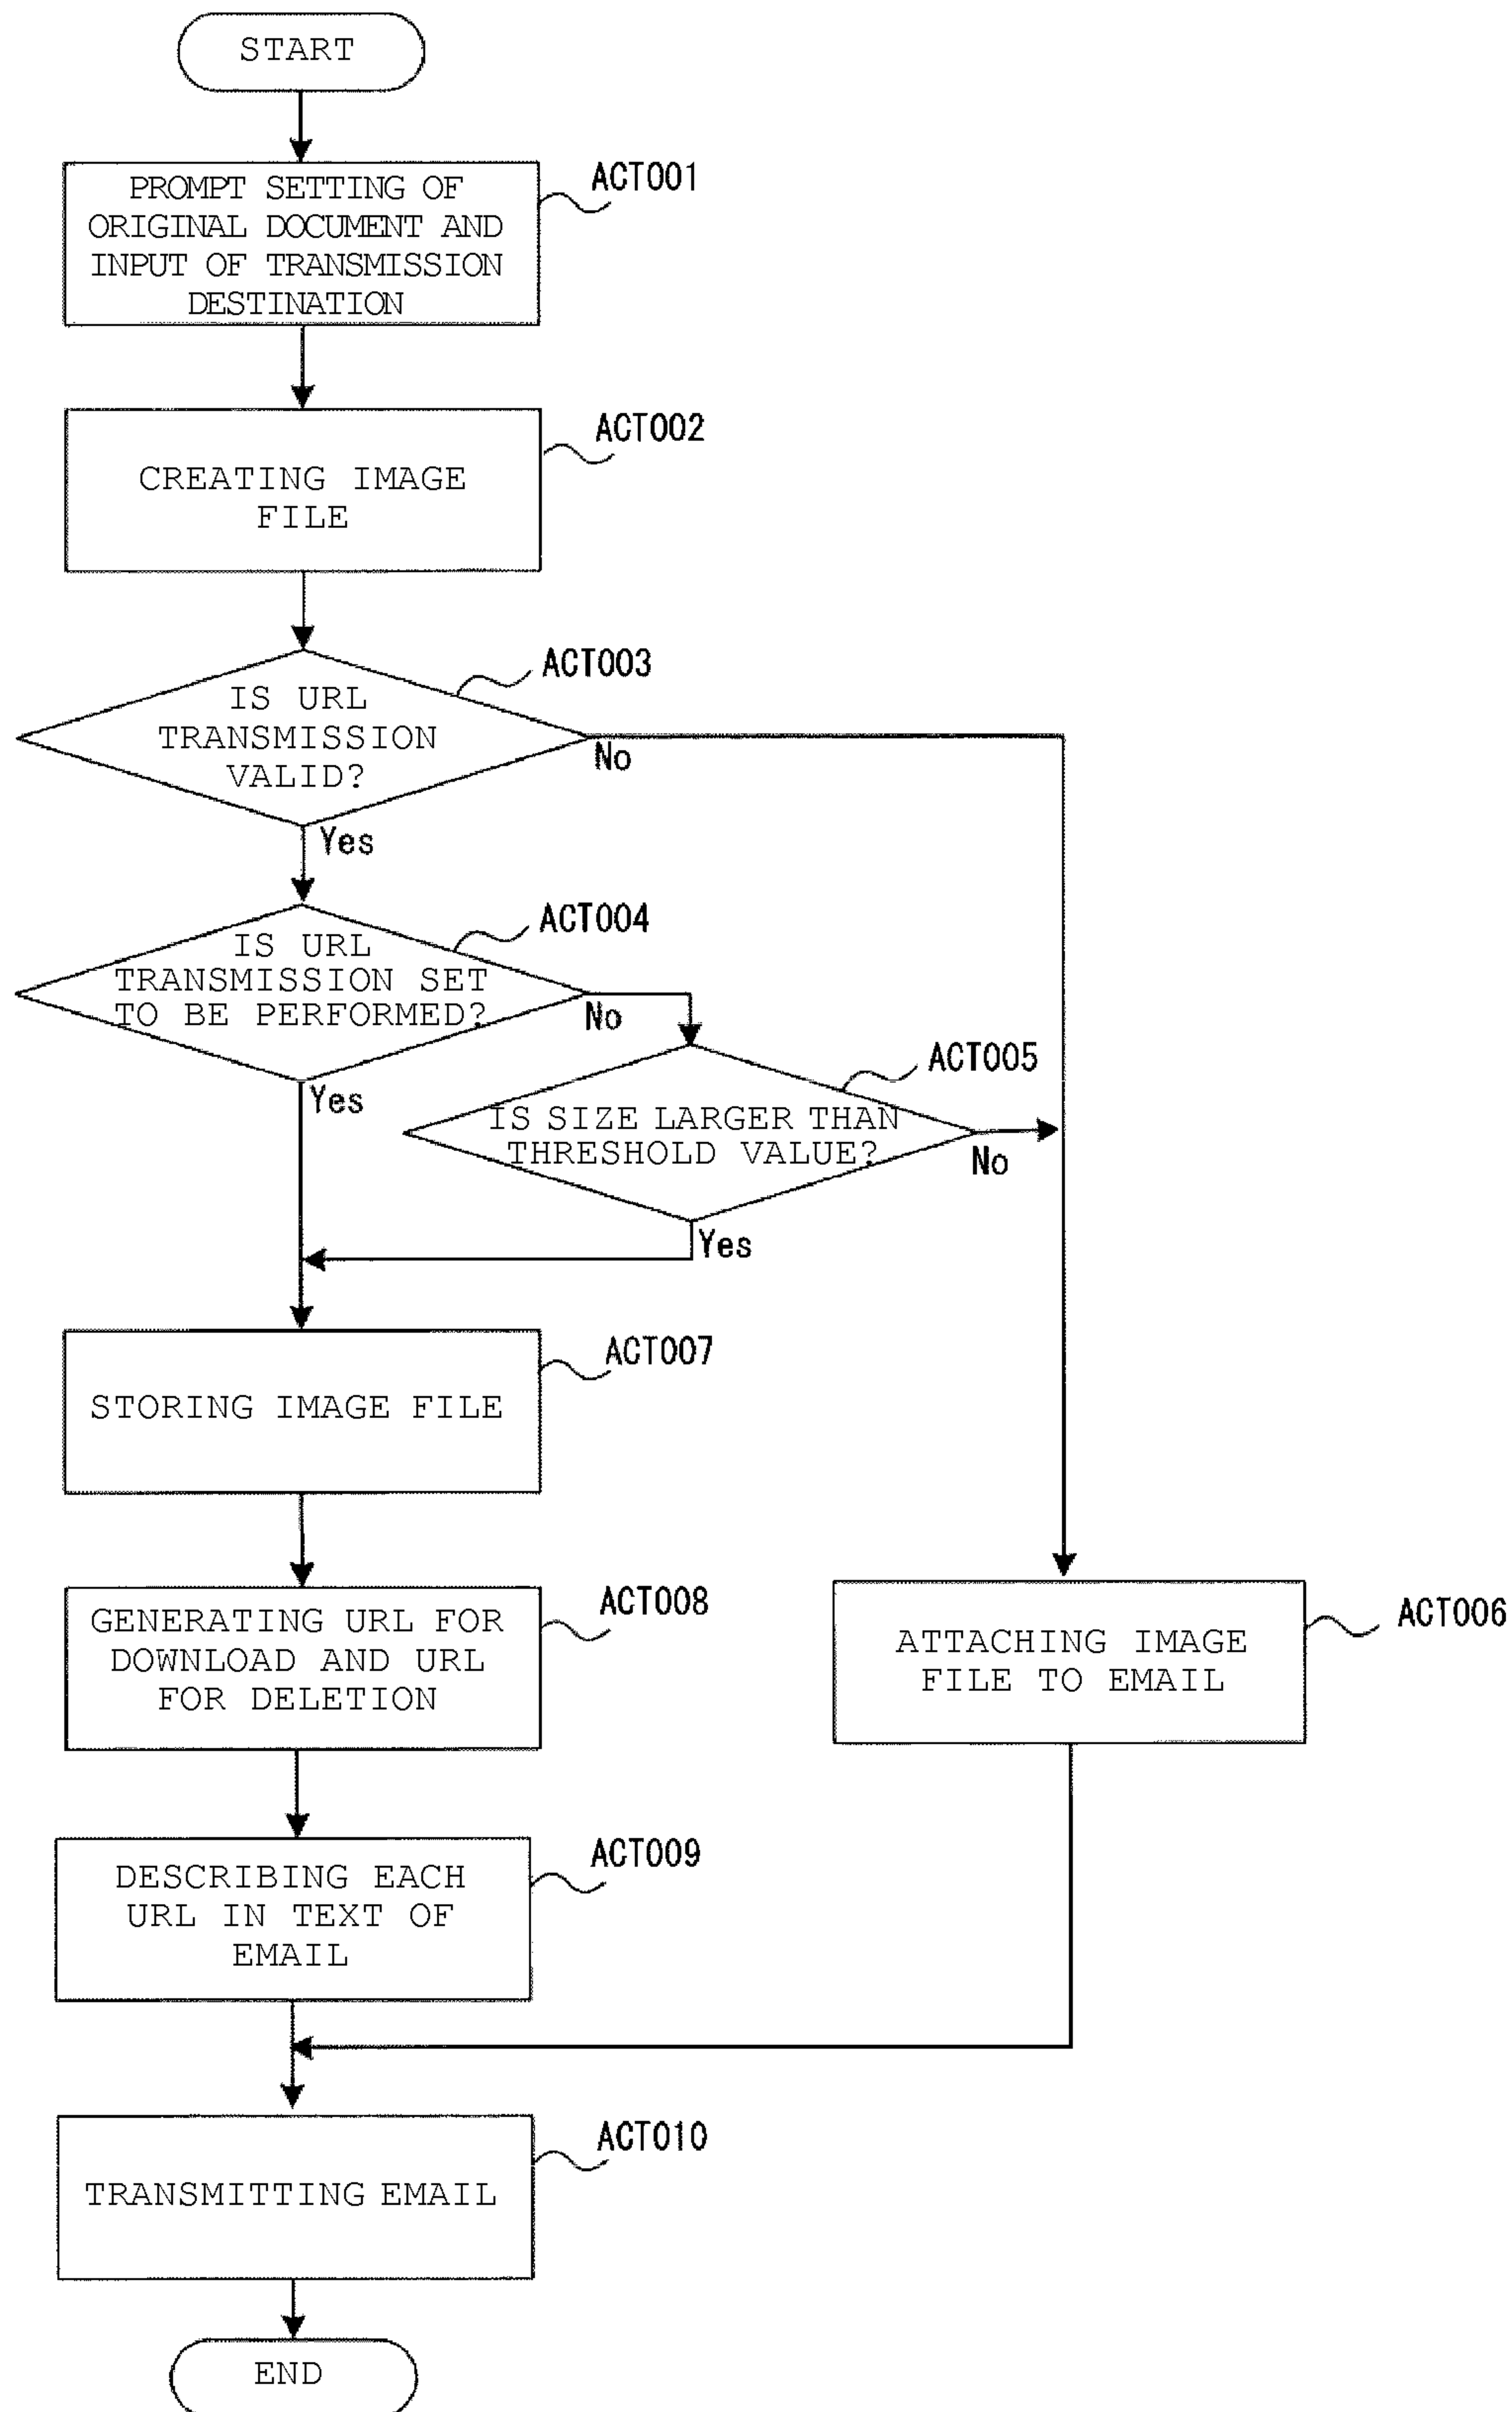 START
ACT001
PROMPT SETTING OF
ORIGINAL DOCUMENT AND
INPUT OF TRANSMISSION
DESTINATION
ACT002
CREATING IMAGE
FILE
ACT003
IS URL
TRANSMISSION
VALID?
No
Yes
ACT004
IS URL
TRANSMISSION SET
TO BE PERFORMED?
No
Yes
ACT005
IS SIZE LARGER THAN
THRESHOLD VALUE?
No
Yes
ACT007
STORING IMAGE FILE
ACT008
GENERATING URL FOR
DOWNLOAD AND URL
FOR DELETION
ACT006
ATTACHING IMAGE
FILE TO EMAIL
ACT009
DESCRIBING EACH
URL IN TEXT OF
EMAIL
ACT010
TRANSMITTING EMAIL
END